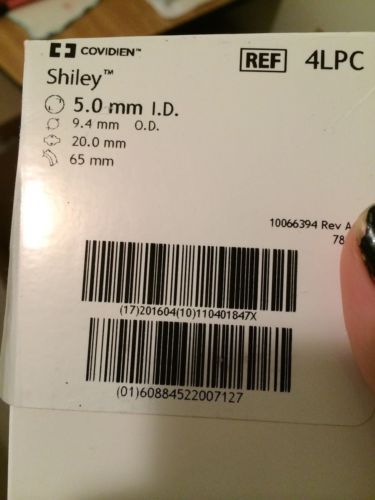 COVIDIEN™
REF 4LPC
Shiley™
5.0 mm I.D.
9.4 mm O.D.
20.0 mm
65 mm
10066394 Rev A
78
(17)201604(10)110401847X
(01)60884522007127